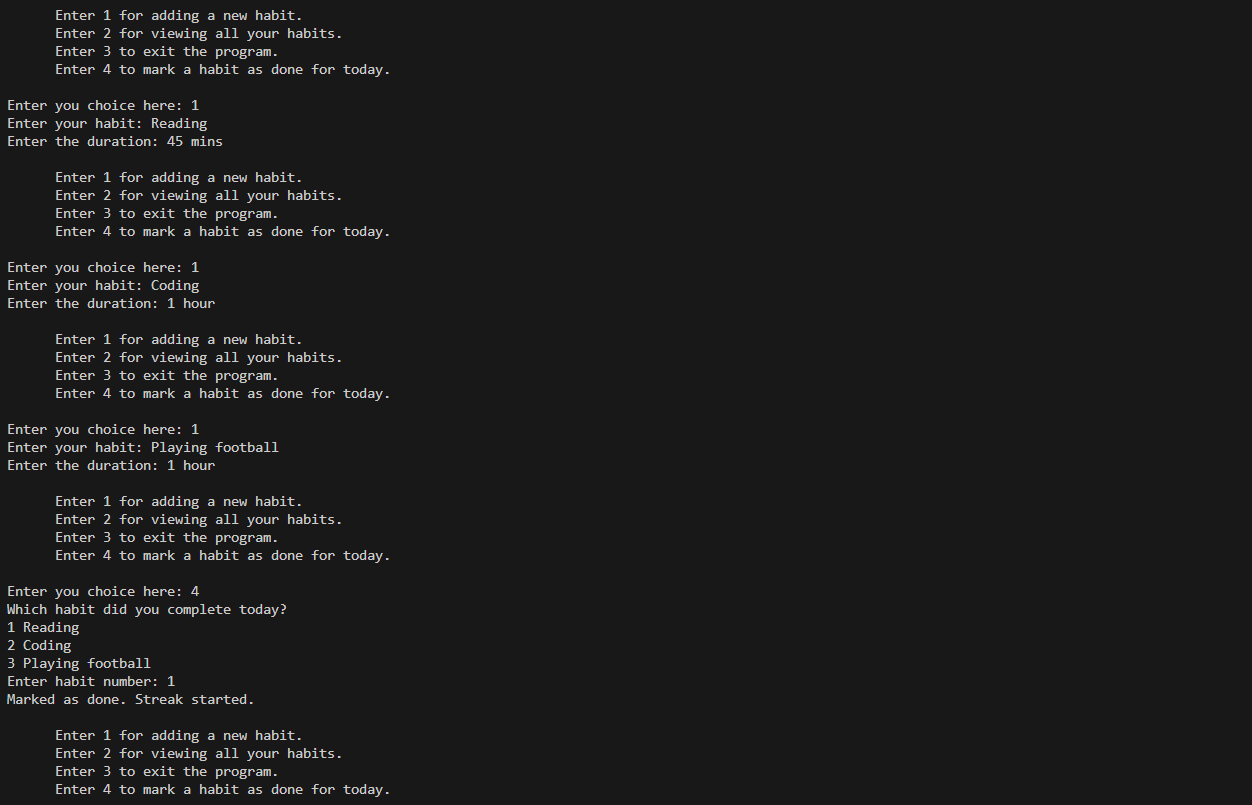 Enter 1 for adding a new habit.
Enter 2 for viewing all your habits.
Enter 3 to exit the program.
Enter 4 to mark a habit as done for today.
Enter you choice here: 1
Enter your habit: Reading
Enter the duration: 45 mins
Enter 1 for adding a new habit.
Enter 2 for viewing all your habits.
Enter 3 to exit the program.
Enter 4 to mark a habit as done for today.
Enter you choice here: 1
Enter your habit: Coding
Enter the duration: 1 hour
Enter 1 for adding a new habit.
Enter 2 for viewing all your habits.
Enter 3 to exit the program.
Enter 4 to mark a habit as done for today.
Enter you choice here: 1
Enter your habit: Playing football
Enter the duration: 1 hour
Enter 1 for adding a new habit.
Enter 2 for viewing all your habits.
Enter 3 to exit the program.
Enter 4 to mark a habit as done for today.
Enter you choice here: 4
Which habit did you complete today?
1 Reading
2 Coding
3 Playing football
Enter habit number: 1
Marked as done. Streak started.
Enter 1 for adding a new habit.
Enter 2 for viewing all your habits.
Enter 3 to exit the program.
Enter 4 to mark a habit as done for today.